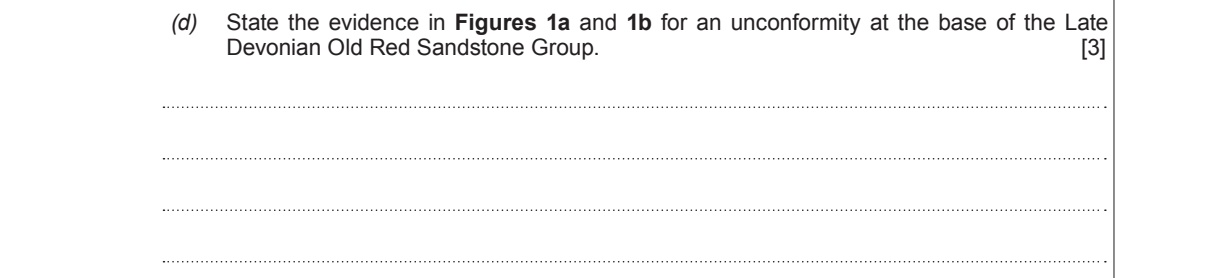 (d) State the evidence in Figures 1a and 1b for an unconformity at the base of the Late
Devonian Old Red Sandstone Group. [3]